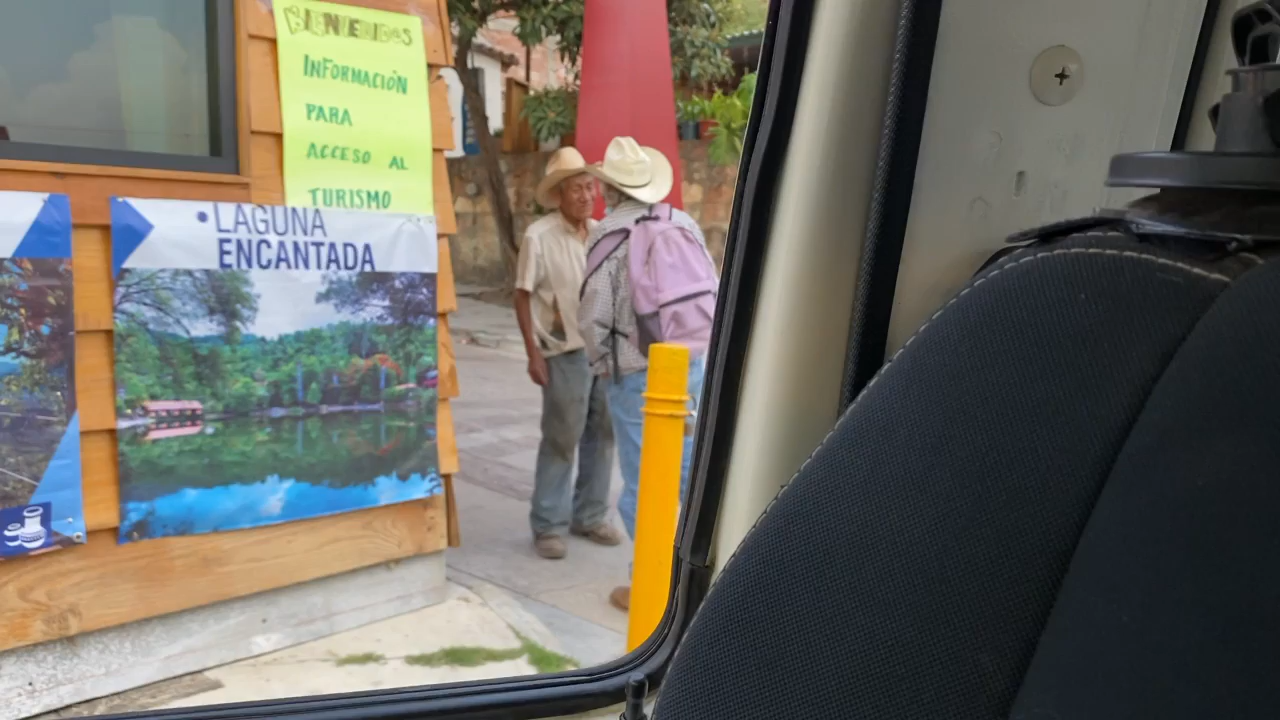 BIENVENIDOS
INFORMACIÓN
PARA
ACCESO AL
TURISMO
•LAGUNA
ENCANTADA